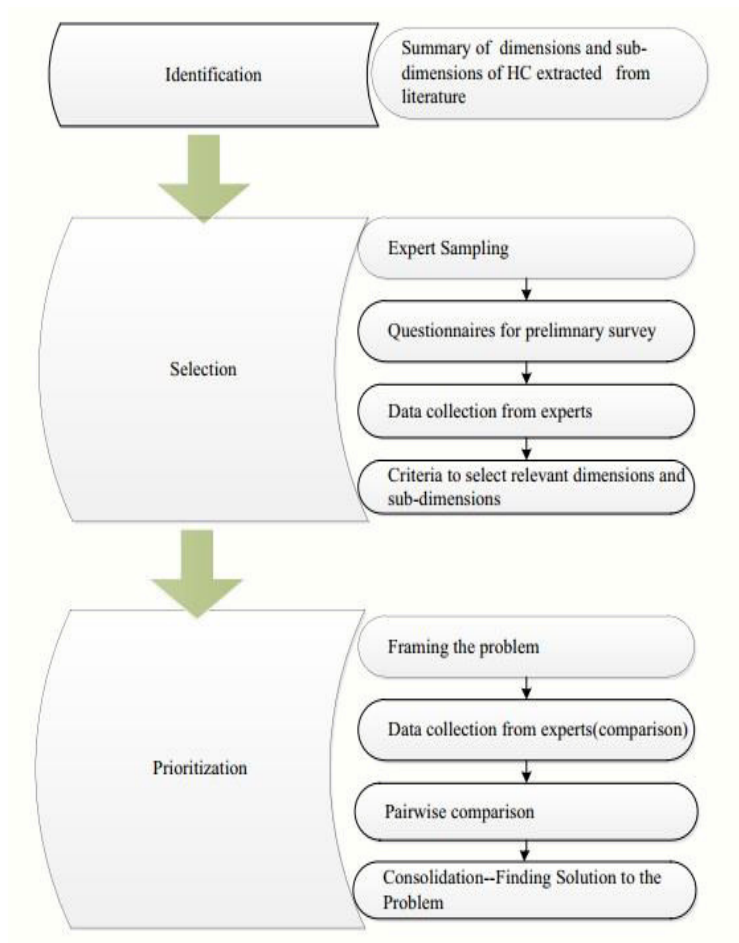 Identification
Summary of dimensions and sub-
dimensions of HC extracted from
literature
Selection
Expert Sampling
Questionnaires for prelimnary survey
Data collection from experts
Criteria to select relevant dimensions and
sub-dimensions
Prioritization
Framing the problem
Data collection from experts(comparison)
Pairwise comparison
Consolidation--Finding Solution to the
Problem